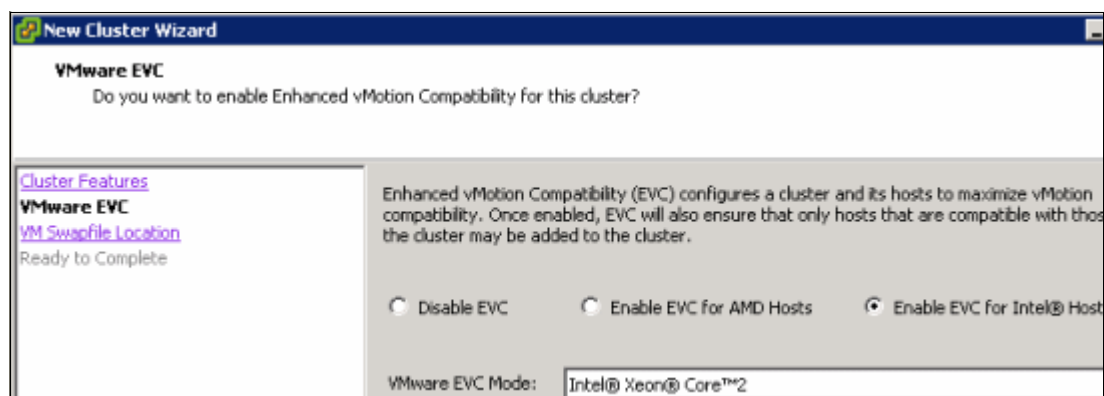 New Cluster Wizard
VMware EVC
Do you want to enable Enhanced vMotion Compatibility for this cluster?
Cluster Features
VMware EVC
VM Swapfile Location
Ready to Complete
Enhanced vMotion Compatibility (EVC) configures a cluster and its hosts to maximize vMotion
compatibility. Once enabled, EVC will also ensure that only hosts that are compatible with thos
the cluster may be added to the cluster.
Disable EVC
Enable EVC for AMD Hosts
Enable EVC for Intel® Host
VMware EVC Mode:
Intel® Xeon® Core™2